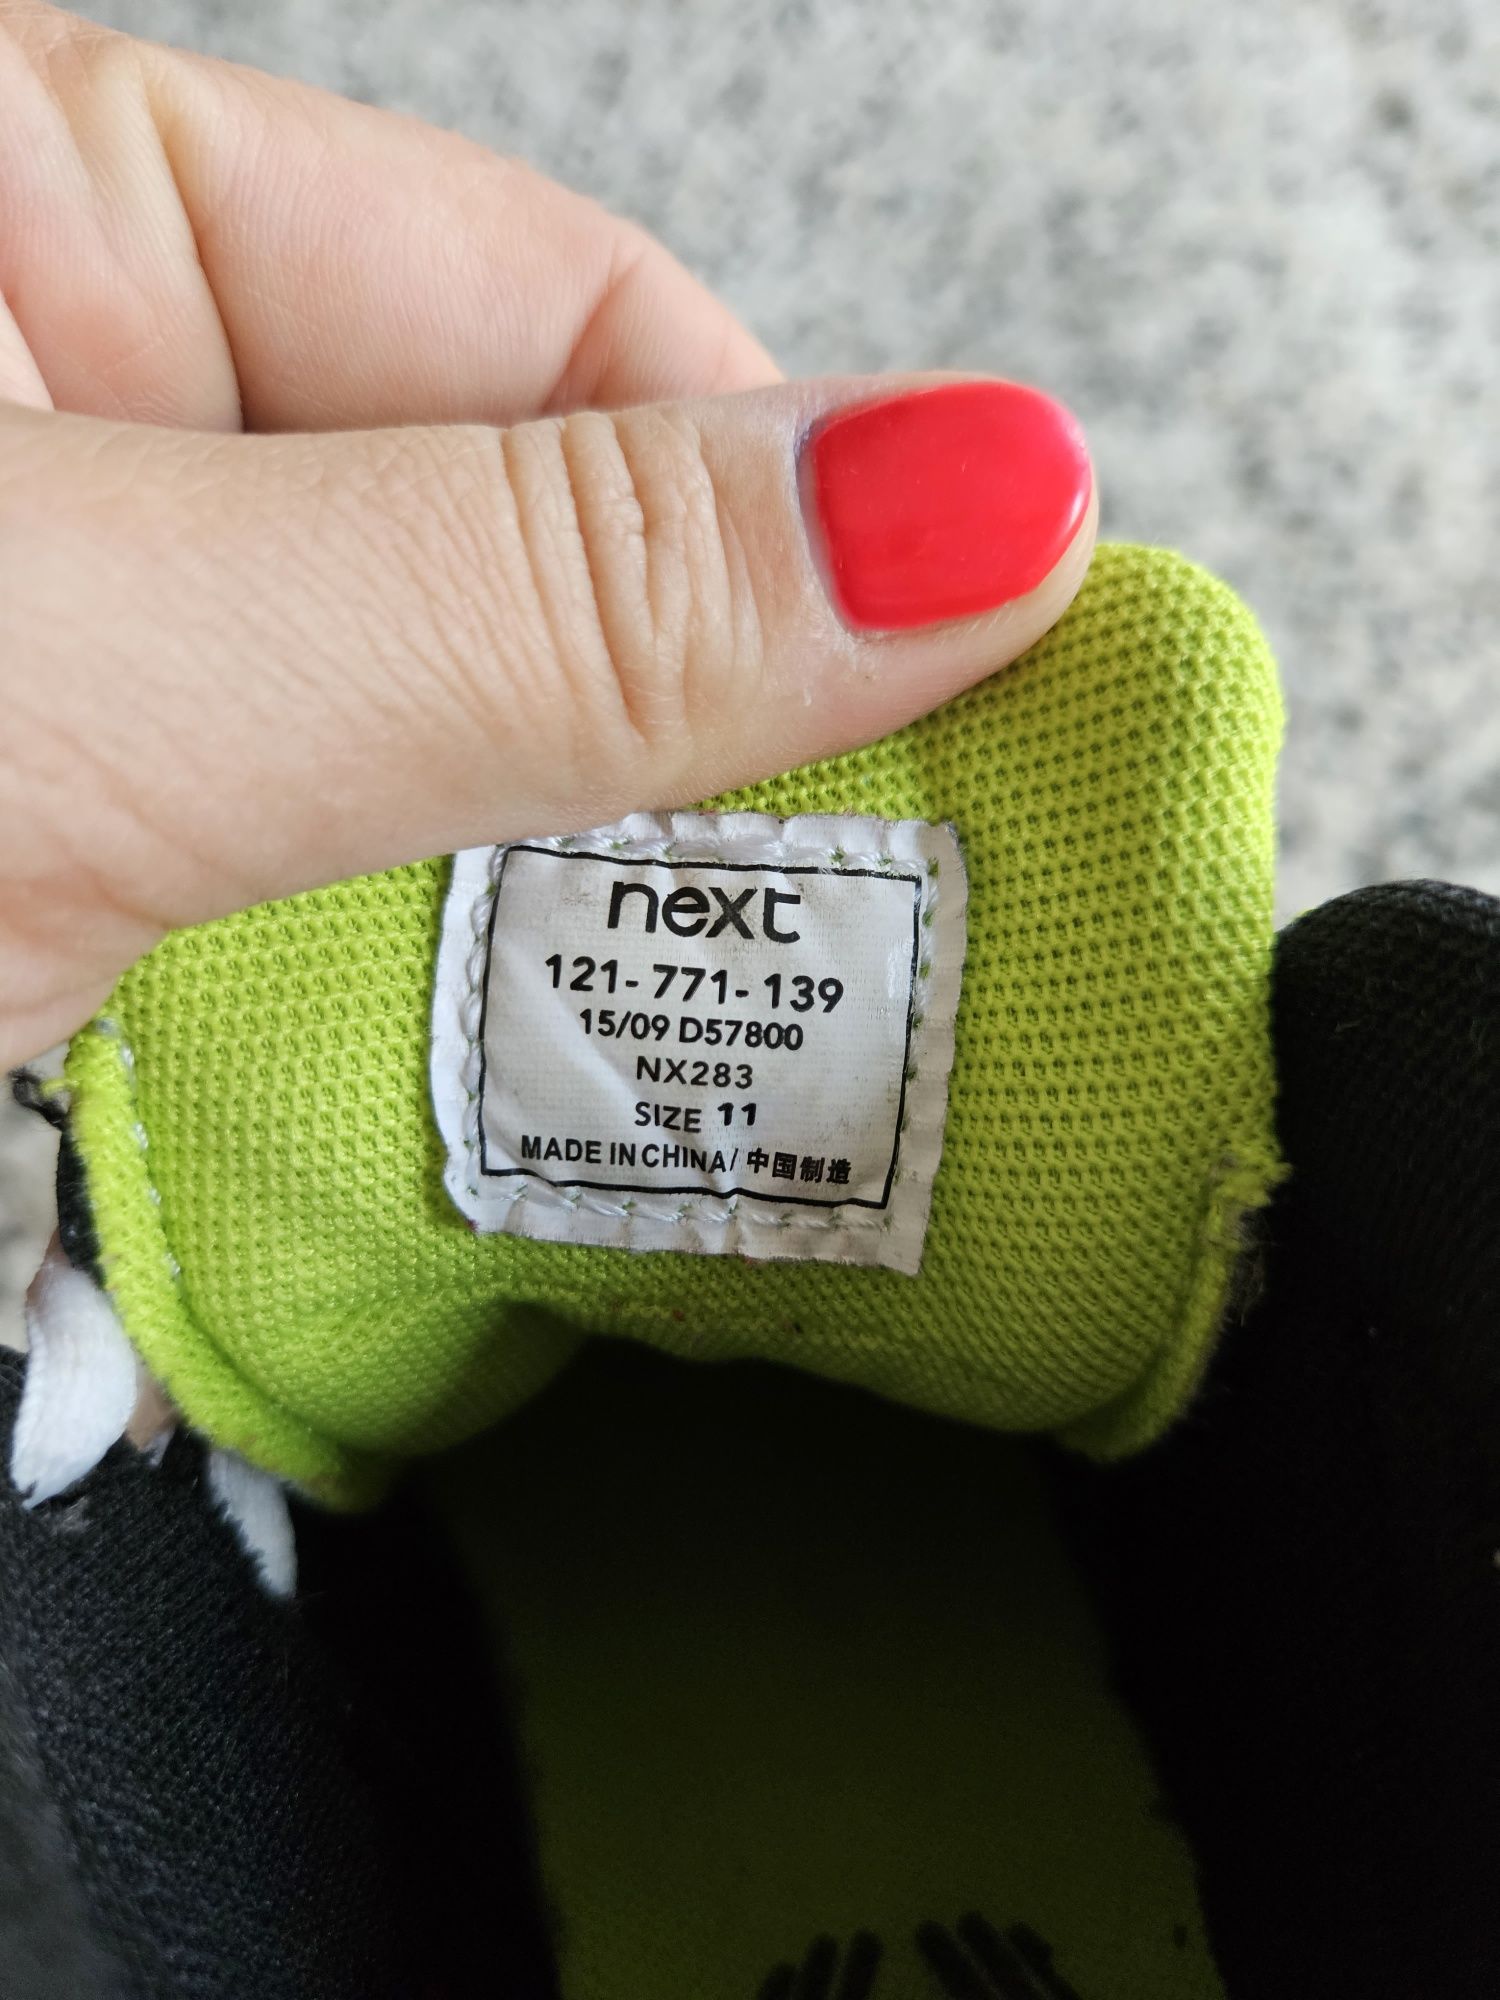 next
121-771-139
15/09 D57800
NX283
SIZE 11
MADE IN CHINA/ 中国制造